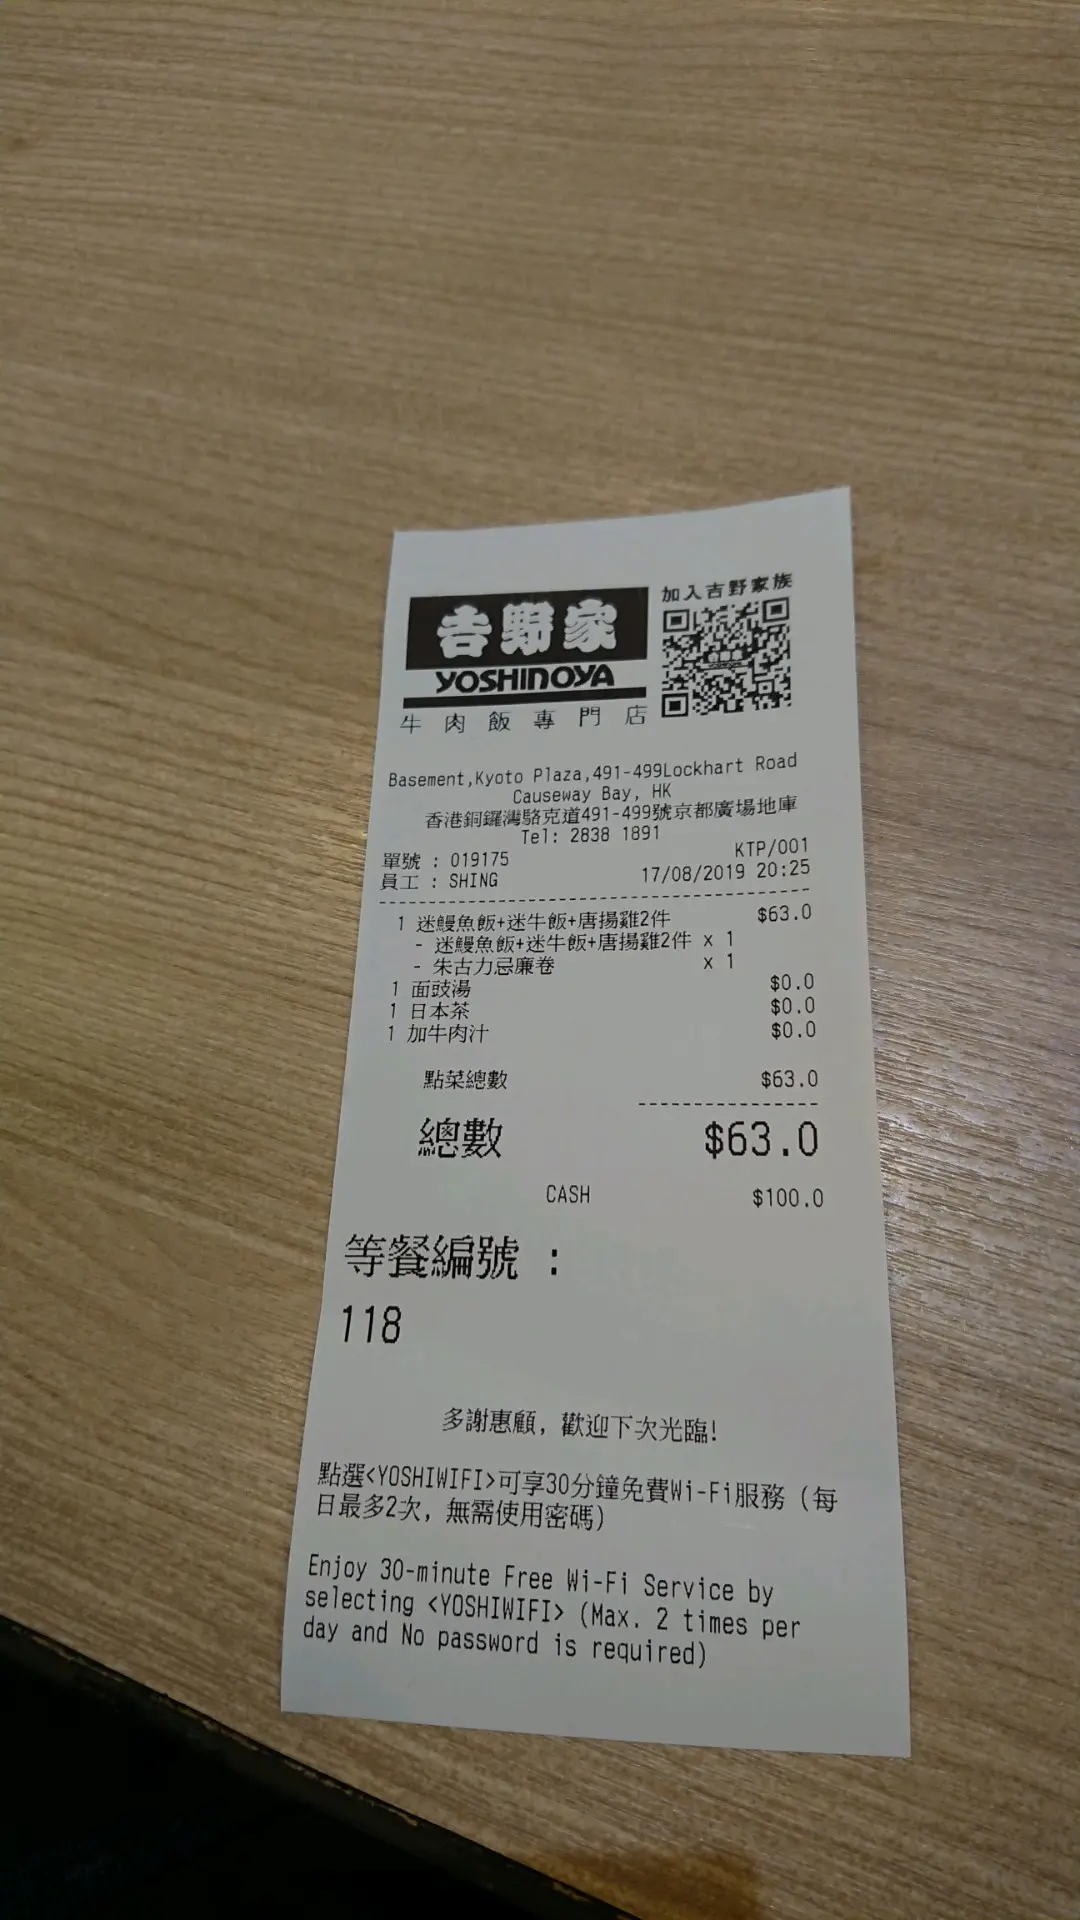 加入吉野家族
吉野家
YOSHINOYA
牛肉飯專門店
Basement,Kyoto Plaza,491-499Lockhart Road
Causeway Bay, HK
香港銅鑼灣駱克道491-499號京都廣場地庫
Tel: 2838 1891
單號 : 019175 KTP/001
員工 : SHING 17/08/2019 20:25
1 迷鰻魚飯+迷牛飯+唐揚雞2件 $63.0
- 迷鰻魚飯+迷牛飯+唐揚雞2件 x 1
- 朱古力忌廉卷 x 1
1 面豉湯 $0.0
1 日本茶 $0.0
1 加牛肉汁 $0.0
點菜總數 $63.0
總數 $63.0
CASH $100.0
等餐編號 :
118
多謝惠顧, 歡迎下次光臨!
點選<YOSHIWIFI>可享30分鐘免費Wi-Fi服務 (每
日最多2次, 無需使用密碼)
Enjoy 30-minute Free Wi-Fi Service by
selecting <YOSHIWIFI> (Max. 2 times per
day and No password is required)